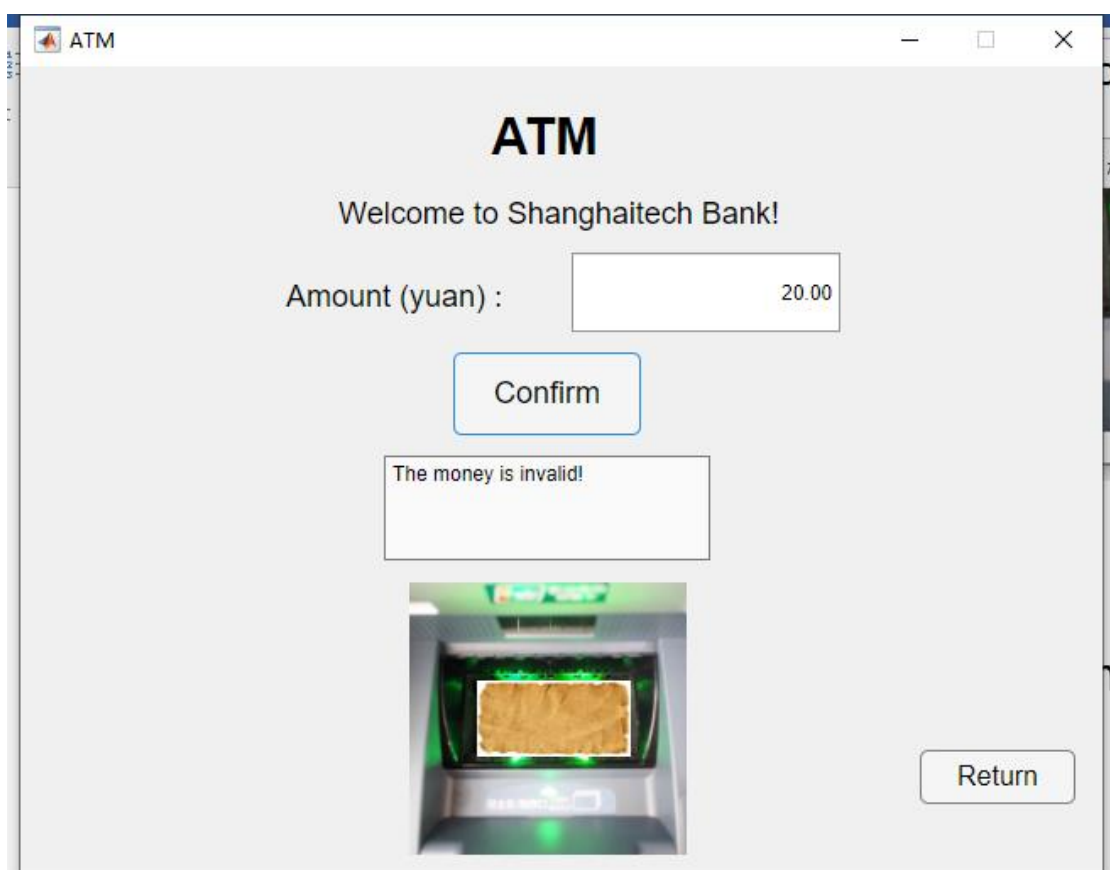 ATM
ATM
Welcome to Shanghaitech Bank!
Amount (yuan) :
20.00
Confirm
The money is invalid!
Return